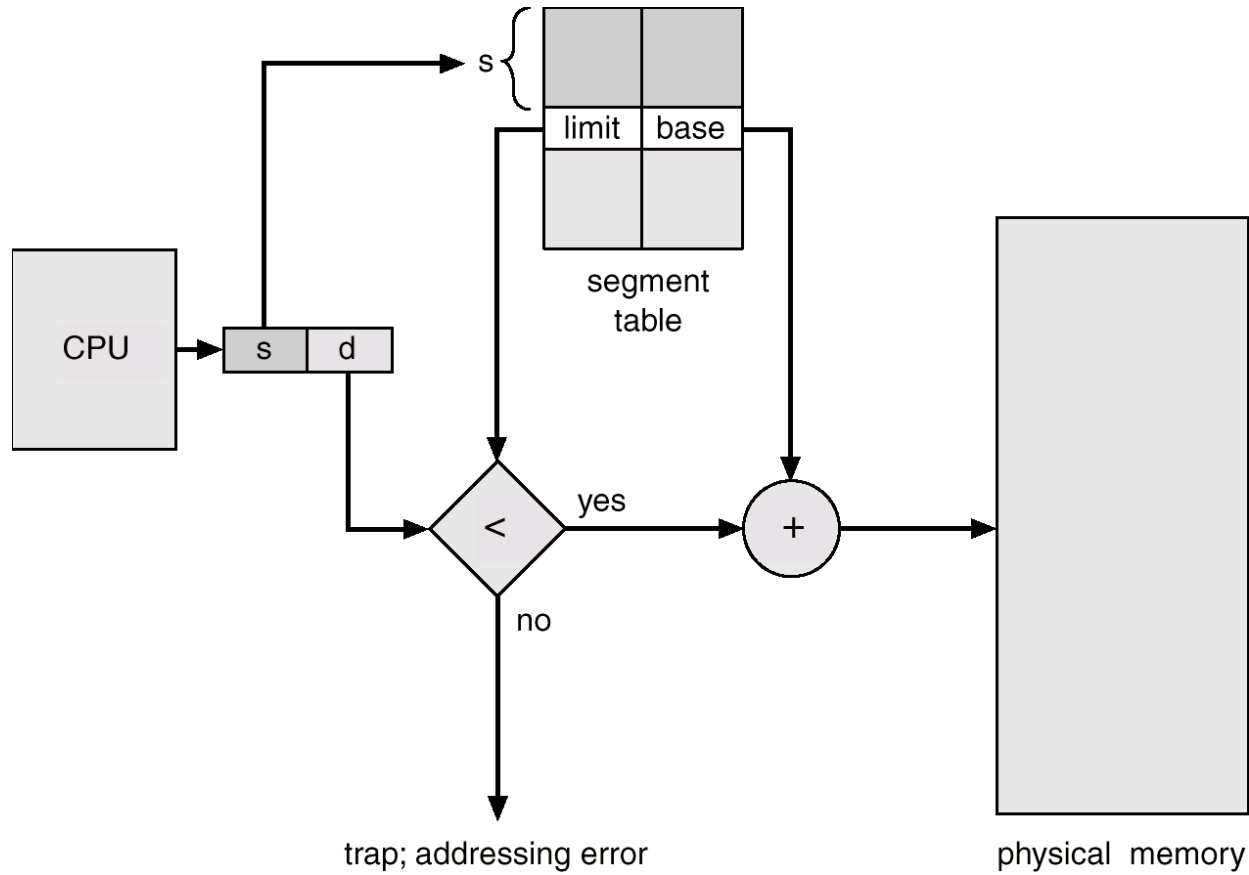 s
limit base
segment
table
CPU
s d
yes
<
+
no
trap; addressing error
physical memory